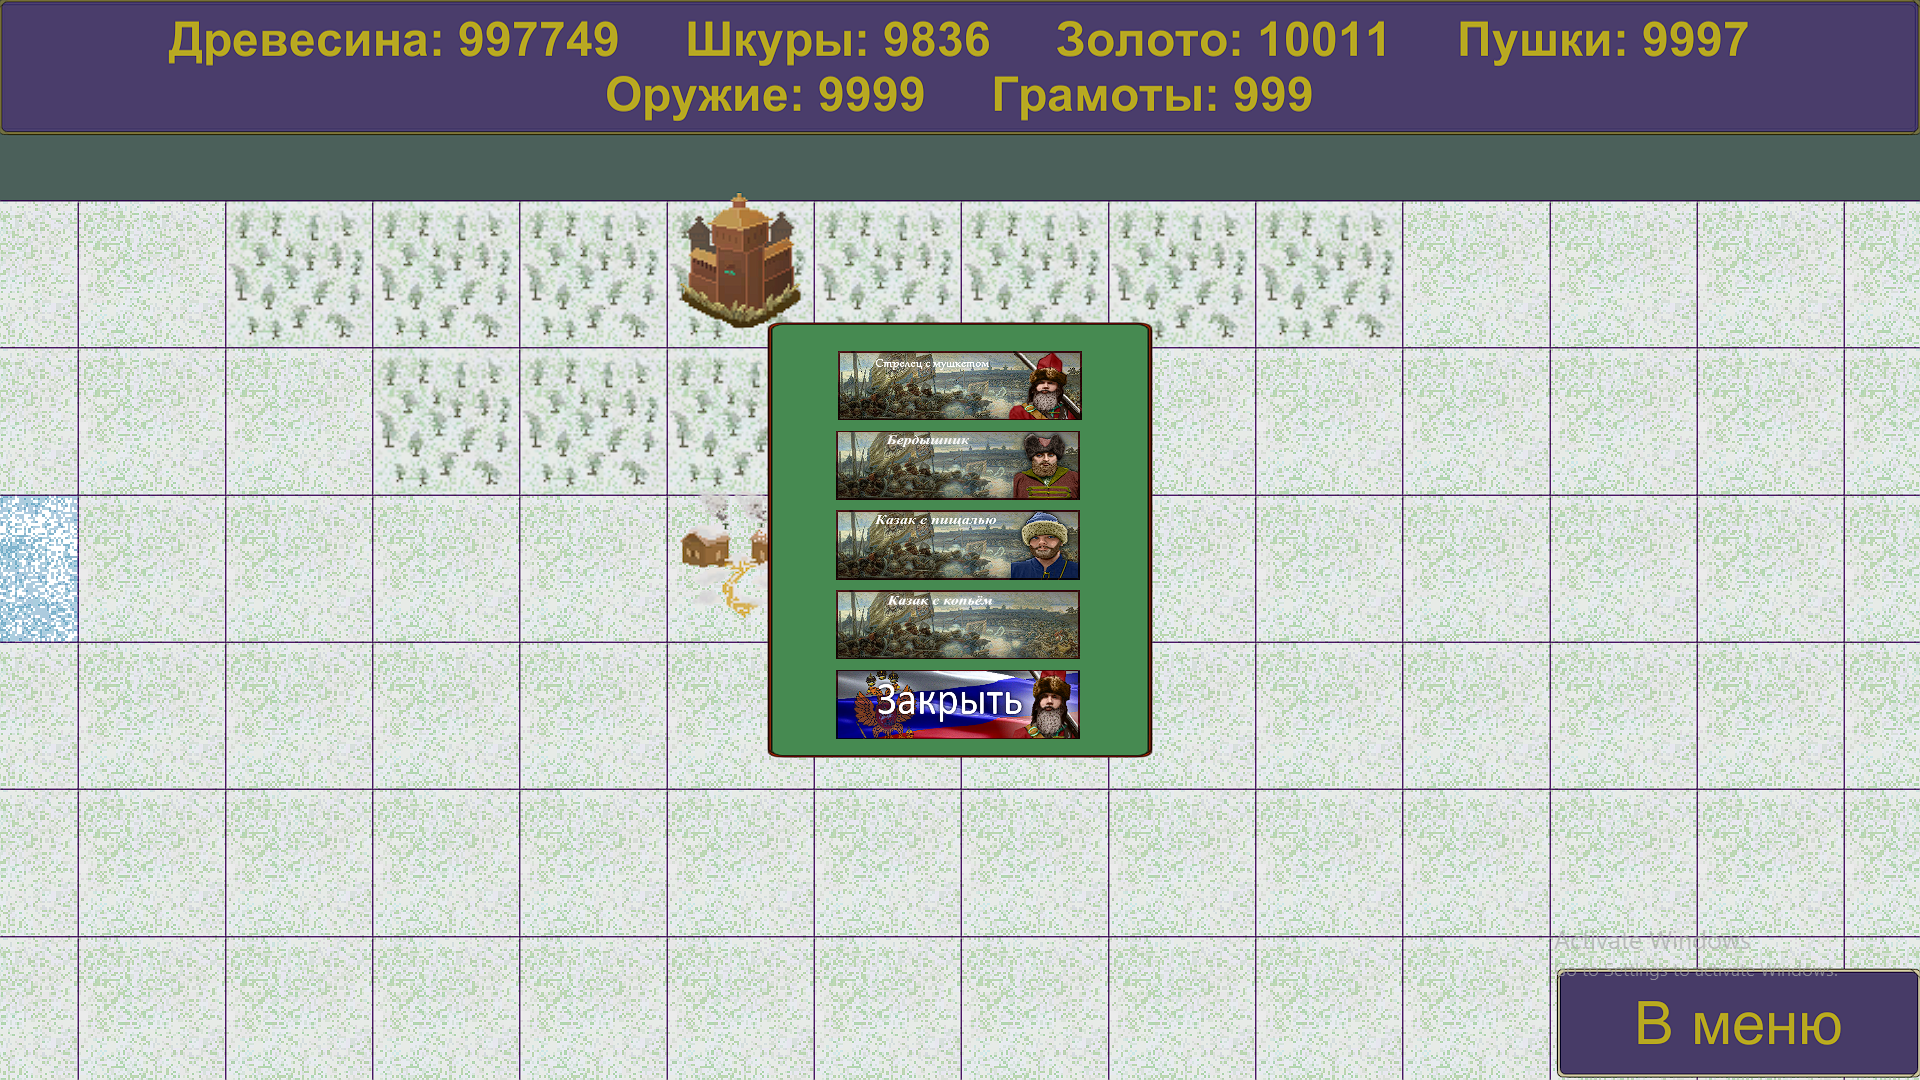 Древесина: 997749 Шкуры: 9836 Золото: 10011 Пушки: 9997
Оружие: 9999 Грамоты: 999
Стрелец с мушкетом
Бердышник
Казак с пищалью
Казак с копьём
Закрыть
Activate Windows
Go to Settings to activate Windows.
В меню